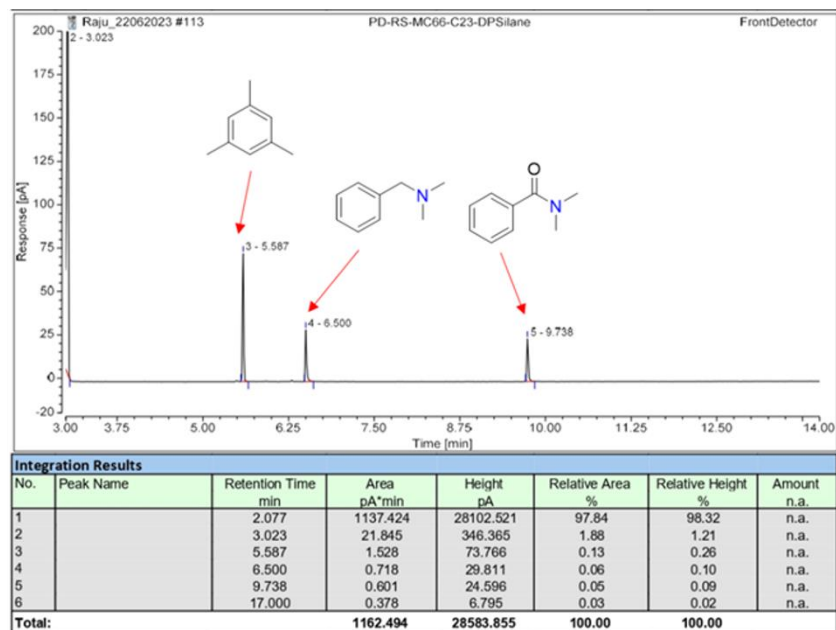 Raju_22062023 #113 PD-RS-MC66-C23-DPSilane FrontDetector
200
175
150
125
100
75
50
25
0
-20
Response [pA]
2 - 3.023
3 - 5.587
4 - 6.500
5 - 9.738
N
O
N
3.00 3.75 5.00 6.25 7.50 8.75 10.00 11.25 12.50 14.00
Time [min]
Integration Results
No. Peak Name Retention Time Area Height Relative Area Relative Height Amount
min pA*min pA % % n.a.
1 2.077 1137.424 28102.521 97.84 98.32 n.a.
2 3.023 21.845 346.365 1.88 1.21 n.a.
3 5.587 1.528 73.766 0.13 0.26 n.a.
4 6.500 0.718 29.811 0.06 0.10 n.a.
5 9.738 0.601 24.596 0.05 0.09 n.a.
6 17.000 0.378 6.795 0.03 0.02 n.a.
Total: 1162.494 28583.855 100.00 100.00